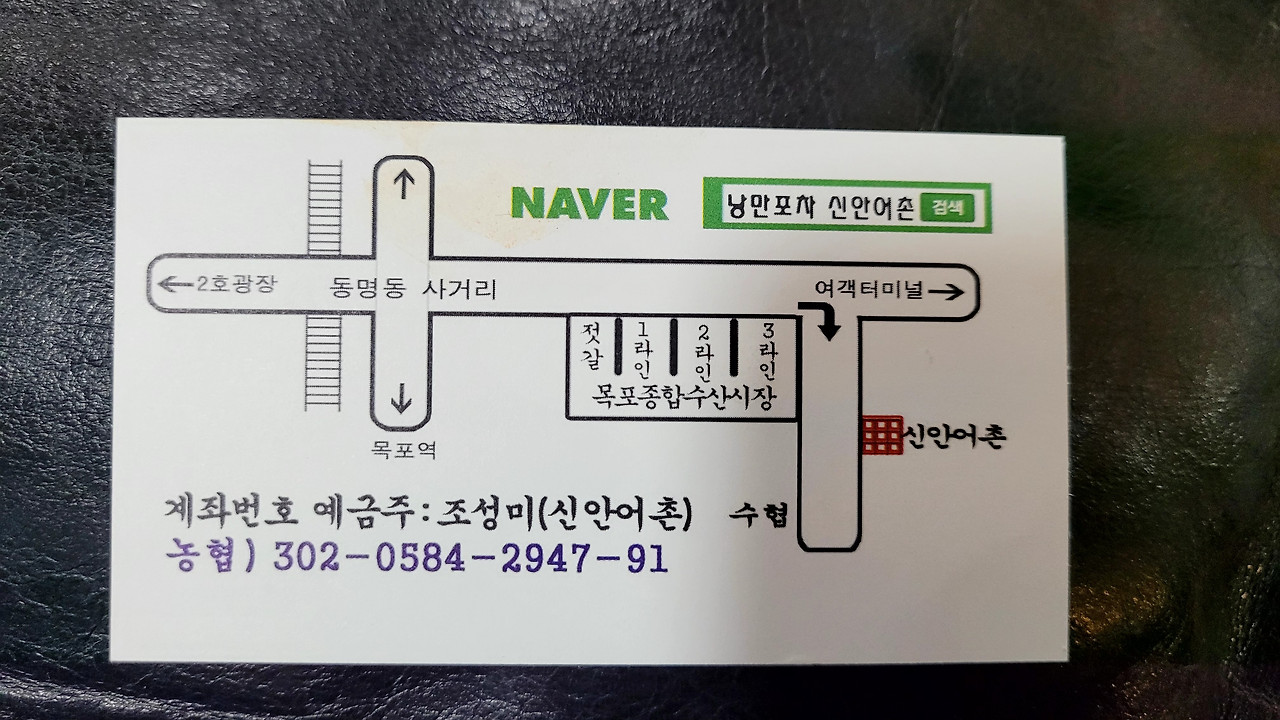 NAVER 낭만포차 신안어촌 검색
←2호광장 동명동 사거리 여객터미널→
젓갈 1라인 2라인 3라인
목포종합수산시장
신안어촌
목포역
계좌번호 예금주:조성미(신안어촌) 수협
농협) 302-0584-2947-91